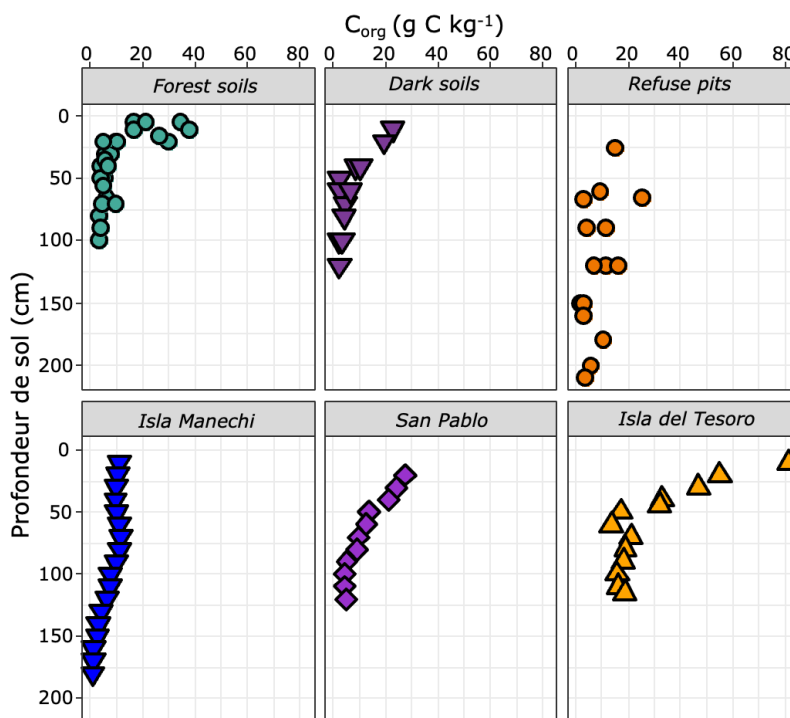 C_org (g C kg⁻¹)
0 20 40 60 80 0 20 40 60 80 0 20 40 60 80
Forest soils Dark soils Refuse pits
0
50
100
150
200
Profondeur de sol (cm)
Isla Manechi San Pablo Isla del Tesoro
0
50
100
150
200